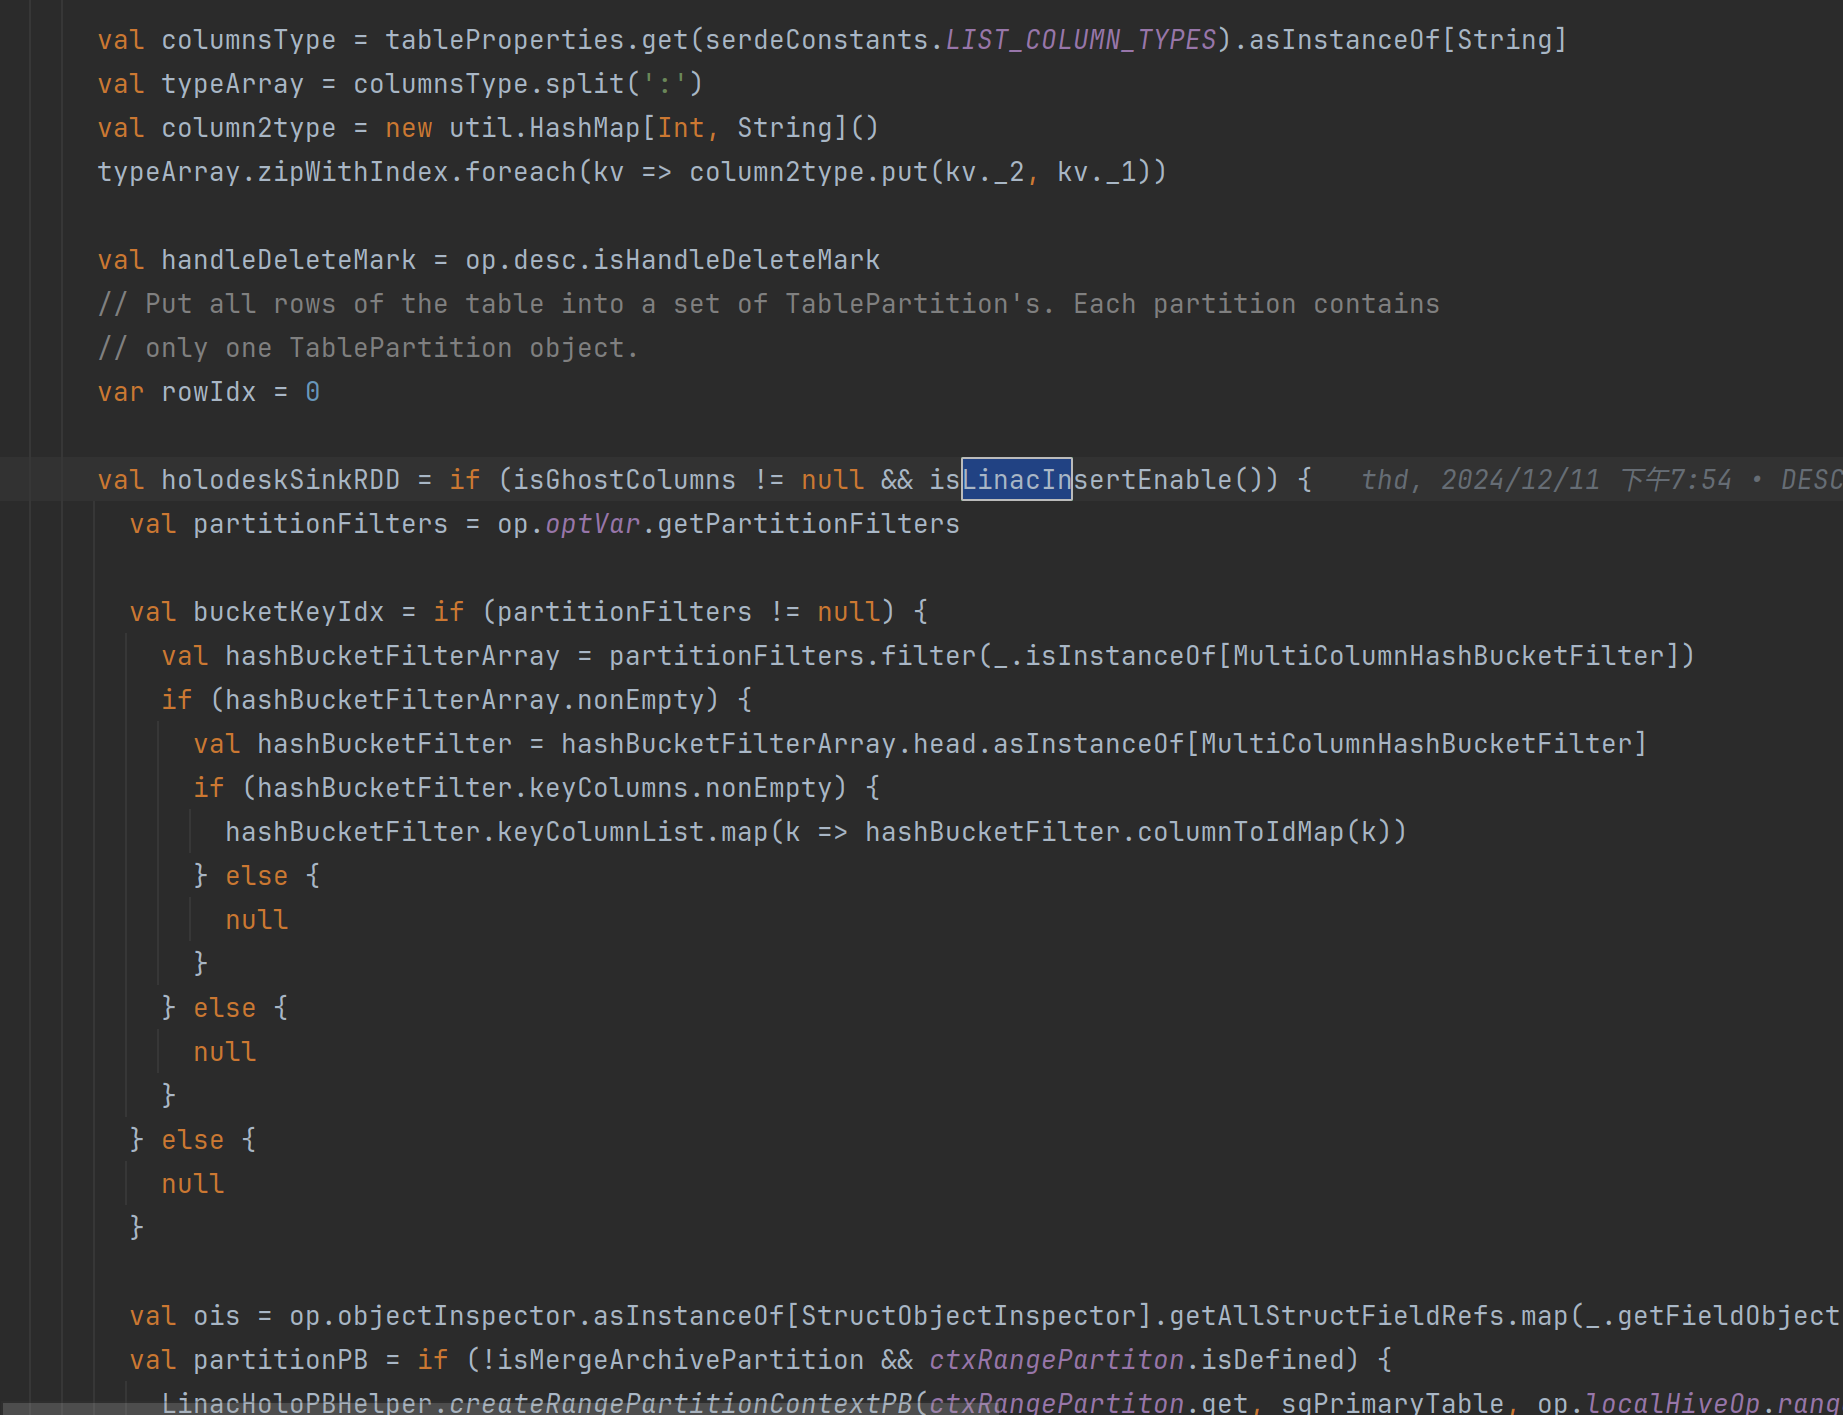 val columnsType = tableProperties.get(serdeConstants.LIST_COLUMN_TYPES).asInstanceOf[String]
val typeArray = columnsType.split(':')
val column2type = new util.HashMap[Int, String]()
typeArray.zipWithIndex.foreach(kv => column2type.put(kv._2, kv._1))
val handleDeleteMark = op.desc.isHandleDeleteMark
// Put all rows of the table into a set of TablePartition's. Each partition contains
// only one TablePartition object.
var rowIdx = 0
val holodeskSinkRDD = if (isGhostColumns != null && isLinacInsertEnable()) { thd, 2024/12/11 下午7:54 • DESC
val partitionFilters = op.optVar.getPartitionFilters
val bucketKeyIdx = if (partitionFilters != null) {
val hashBucketFilterArray = partitionFilters.filter(_.isInstanceOf[MultiColumnHashBucketFilter])
if (hashBucketFilterArray.nonEmpty) {
val hashBucketFilter = hashBucketFilterArray.head.asInstanceOf[MultiColumnHashBucketFilter]
if (hashBucketFilter.keyColumns.nonEmpty) {
hashBucketFilter.keyColumnList.map(k => hashBucketFilter.columnToIdMap(k))
} else {
null
}
} else {
null
}
} else {
null
}
val ois = op.objectInspector.asInstanceOf[StructObjectInspector].getAllStructFieldRefs.map(_.getFieldObject
val partitionPB = if (!isMergeArchivePartition && ctxRangePartiton.isDefined) {
LinacHoloPBHelper.createRangePartitionContextPB(ctxRangePartiton.get, sgPrimaryTable, op.localHiveOp.rang